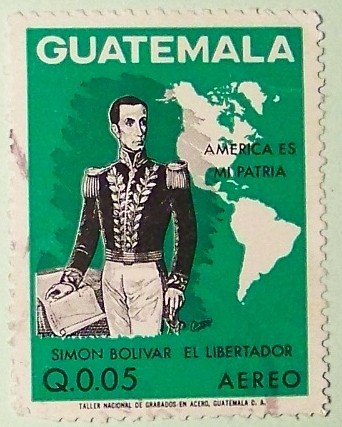 GUATEMALA
AMERICA ES
MI PATRIA
SIMON BOLIVAR EL LIBERTADOR
Q.0.05 AEREO
TALLER NACIONAL DE GRABADOS EN ACERO, GUATEMALA C. A.